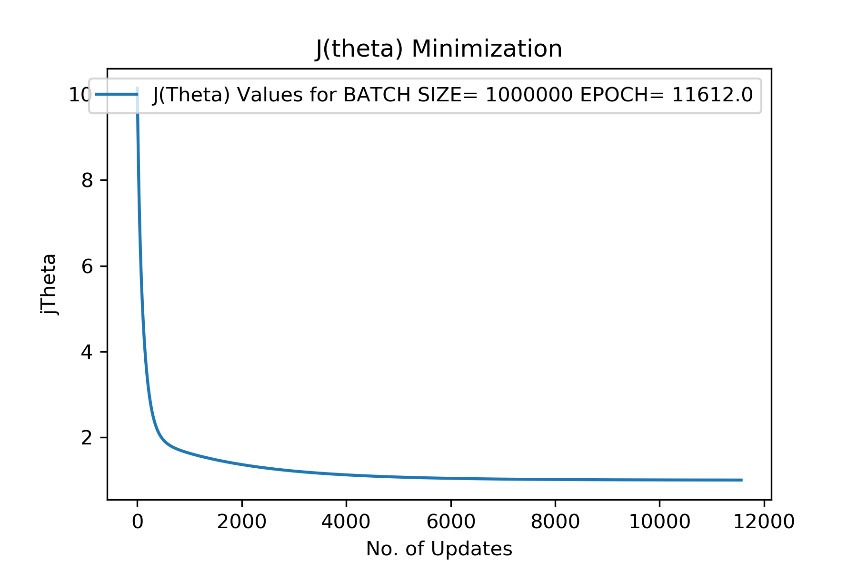 J(theta) Minimization
J(Theta) Values for BATCH SIZE= 1000000 EPOCH= 11612.0
10
8
6
4
2
jTheta
0 2000 4000 6000 8000 10000 12000
No. of Updates